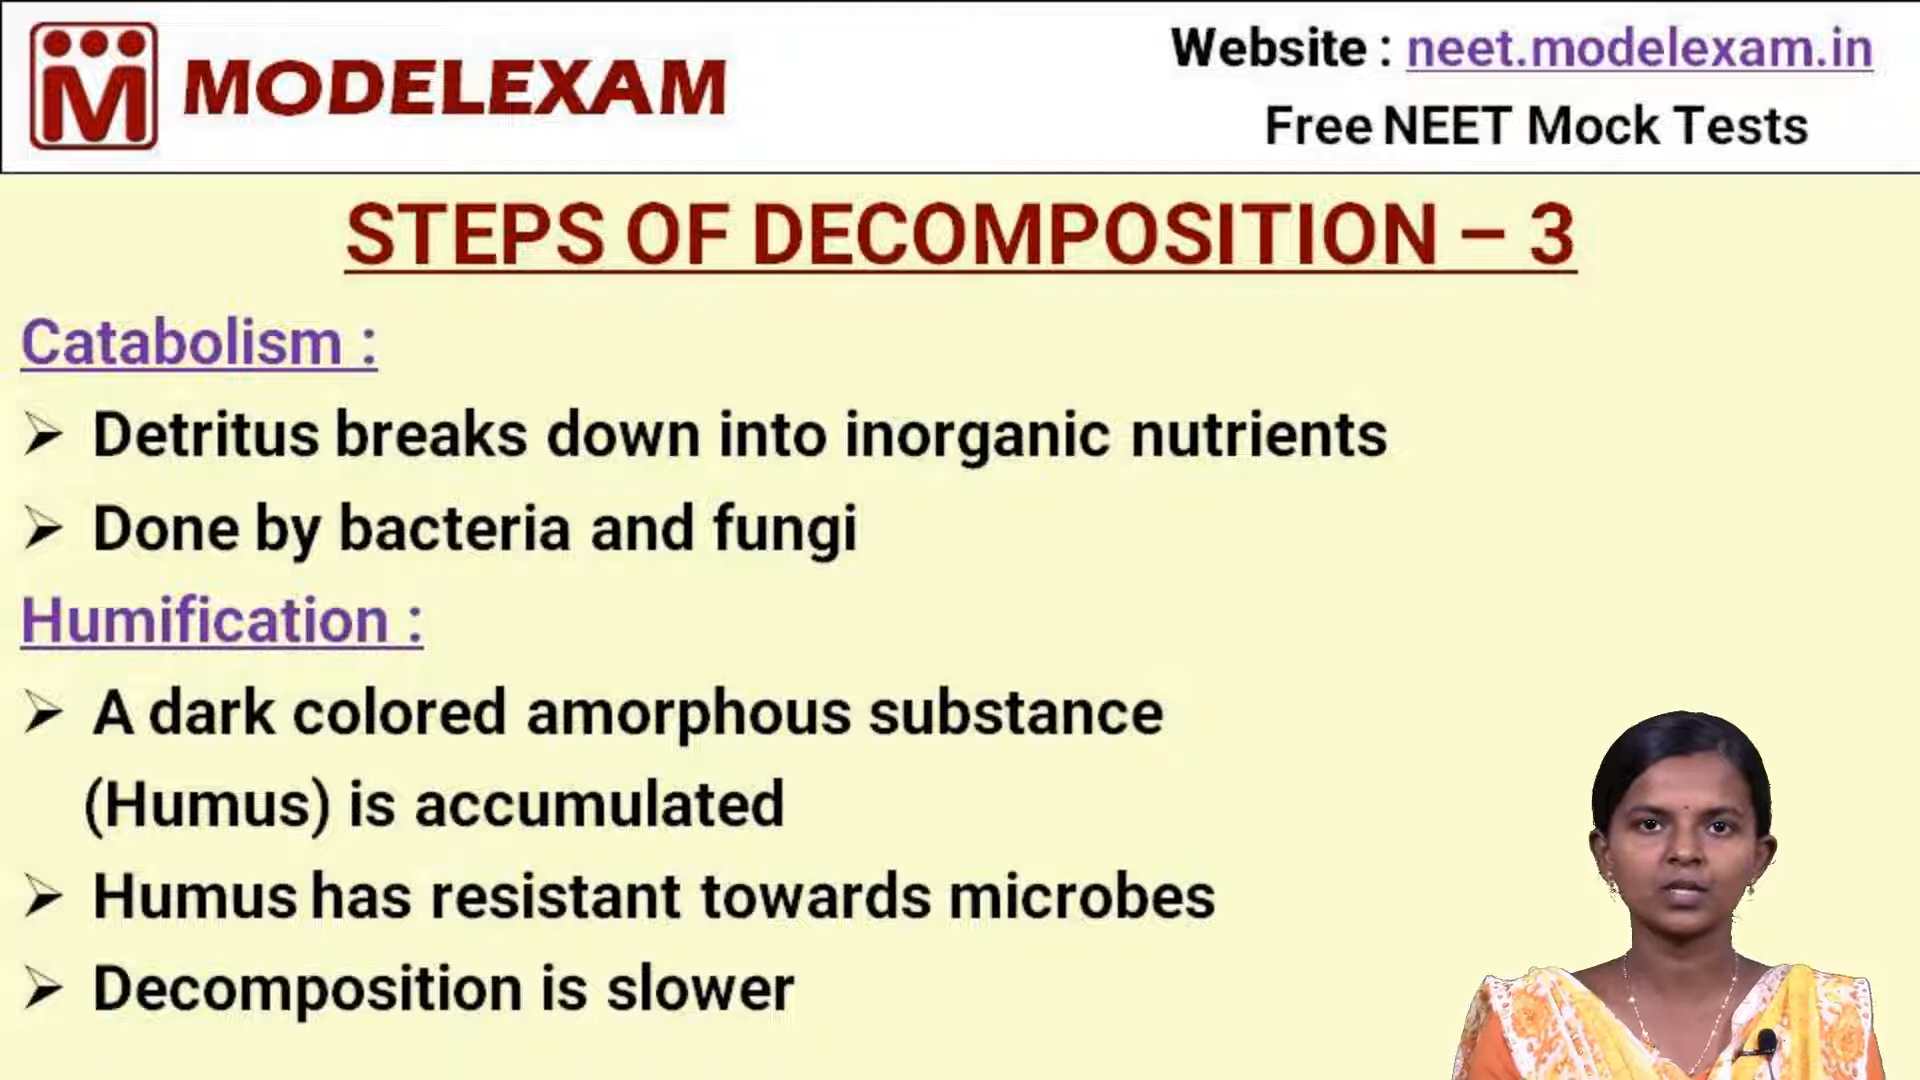 MODELEXAM
Website : neet.modelexam.in
Free NEET Mock Tests
STEPS OF DECOMPOSITION – 3
Catabolism :
➢ Detritus breaks down into inorganic nutrients
➢ Done by bacteria and fungi
Humification :
➢ A dark colored amorphous substance
(Humus) is accumulated
➢ Humus has resistant towards microbes
➢ Decomposition is slower